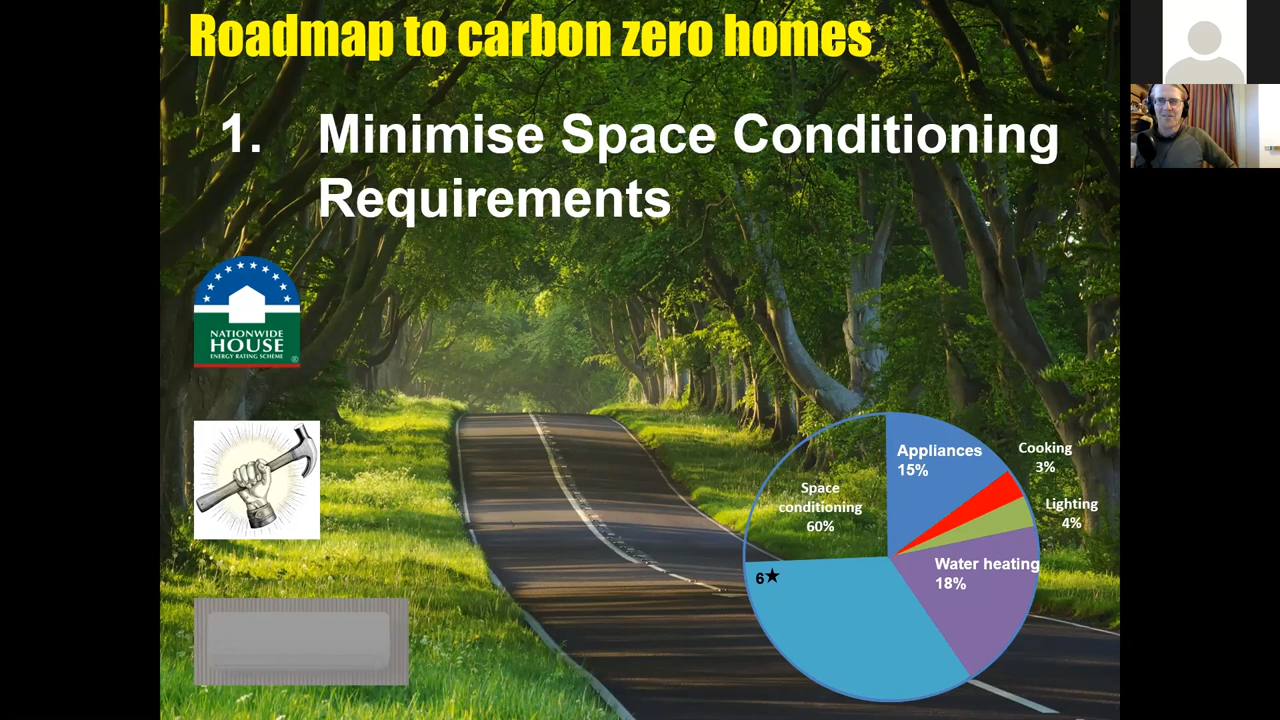 Roadmap to carbon zero homes
1. Minimise Space Conditioning
Requirements
NATIONWIDE
HOUSE
ENERGY RATING SCHEME
®
Space
conditioning
60%
Appliances
15%
Cooking
3%
Lighting
4%
Water heating
18%
6★